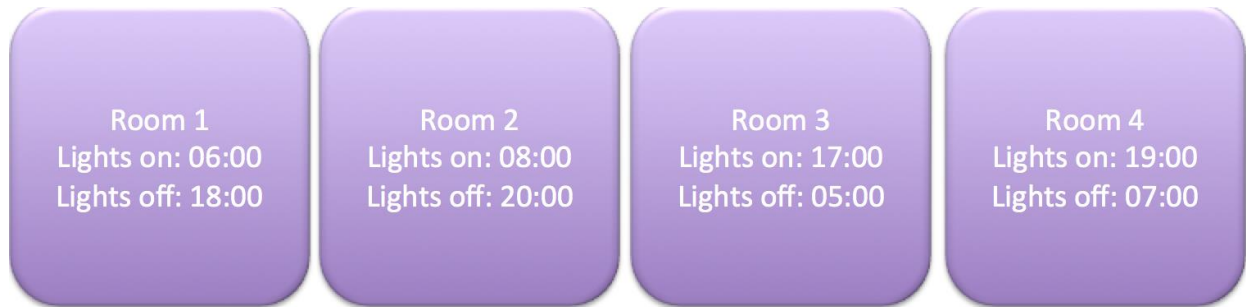 Room 1
Lights on: 06:00
Lights off: 18:00
Room 2
Lights on: 08:00
Lights off: 20:00
Room 3
Lights on: 17:00
Lights off: 05:00
Room 4
Lights on: 19:00
Lights off: 07:00